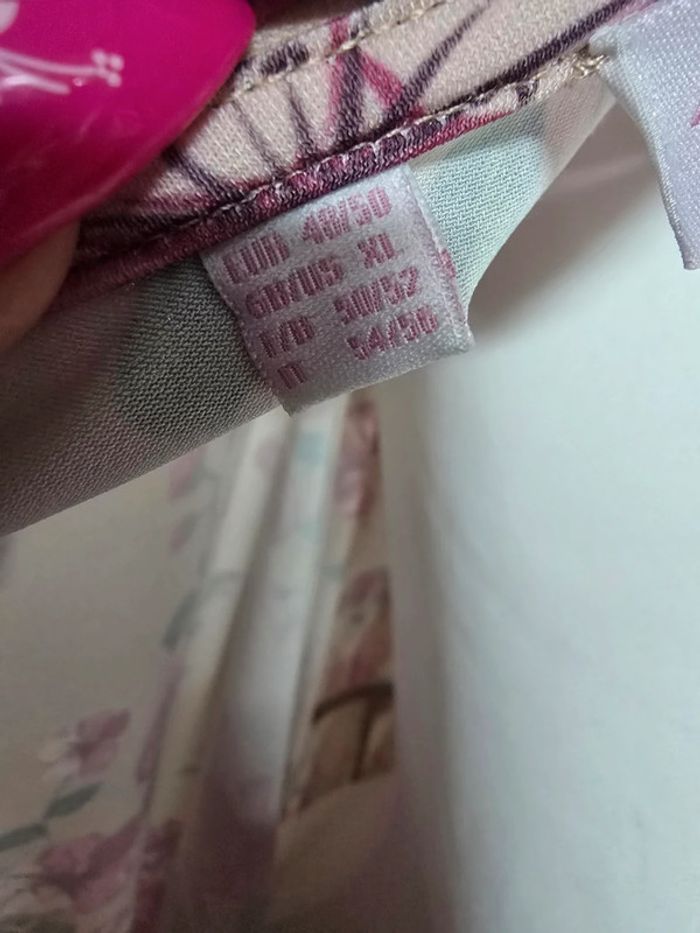 EUR 48/50
GB/US XL
F/B 50/52
IT 54/56